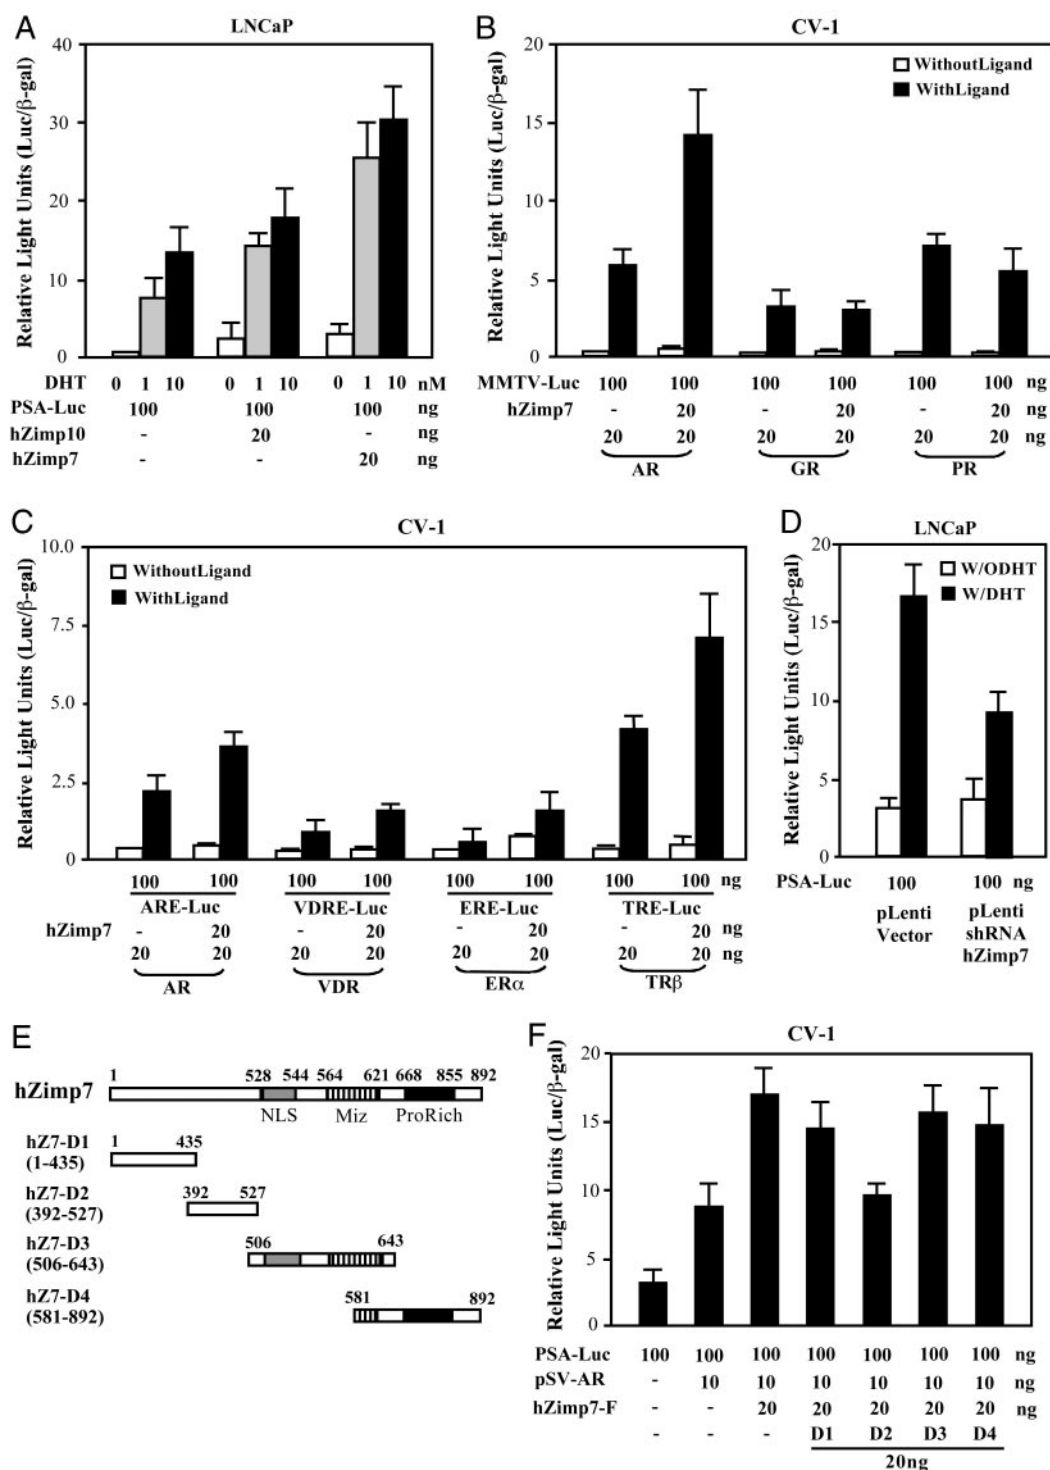 A
LNCaP
Relative Light Units (Luc/β-gal)
40
30
20
10
0
DHT 0 1 10 0 1 10 0 1 10 nM
PSA-Luc 100 100 100 ng
hZimp10 - 20 - ng
hZimp7 - - 20 ng
B
CV-1
Relative Light Units (Luc/β-gal)
20
15
10
5
0
WithoutLigand
WithLigand
MMTV-Luc 100 100 100 100 100 100 ng
hZimp7 - 20 - 20 - 20 ng
20 20 20 20 20 20 ng
AR GR PR
C
CV-1
Relative Light Units (Luc/β-gal)
10.0
7.5
5.0
2.5
0
WithoutLigand
WithLigand
100 100 100 100 100 100 100 100 ng
ARE-Luc VDRE-Luc ERE-Luc TRE-Luc
hZimp7 - 20 - 20 - 20 - 20 ng
20 20 20 20 20 20 20 20 ng
AR VDR ERα TRβ
D
LNCaP
Relative Light Units (Luc/β-gal)
20
15
10
5
0
W/ODHT
W/DHT
PSA-Luc 100 100 ng
pLenti pLenti
Vector shRNA
hZimp7
E
1 528 544 564 621 668 855 892
hZimp7
NLS Miz ProRich
hZ7-D1 1 435
(1-435)
hZ7-D2 392 527
(392-527)
hZ7-D3 506 643
(506-643)
hZ7-D4 581 892
(581-892)
F
CV-1
Relative Light Units (Luc/β-gal)
20
15
10
5
0
PSA-Luc 100 100 100 100 100 100 100 ng
pSV-AR - 10 10 10 10 10 10 ng
hZimp7-F - - 20 20 20 20 20 ng
- - - D1 D2 D3 D4
20ng